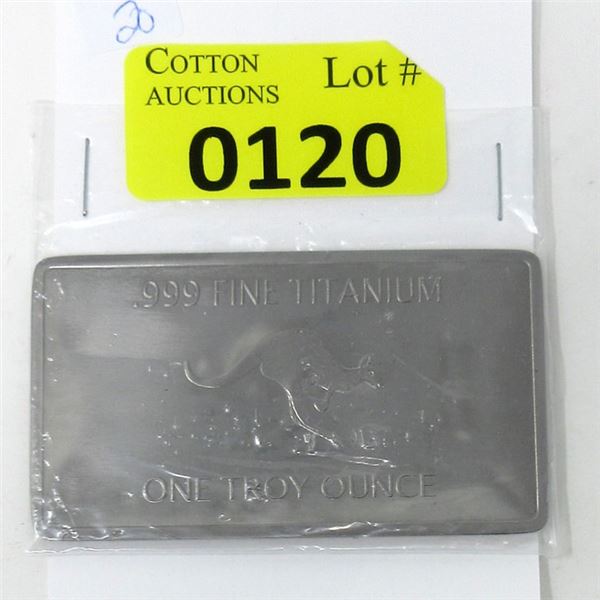 20
COTTON AUCTIONS Lot #
0120
.999 FINE TITANIUM
ONE TROY OUNCE